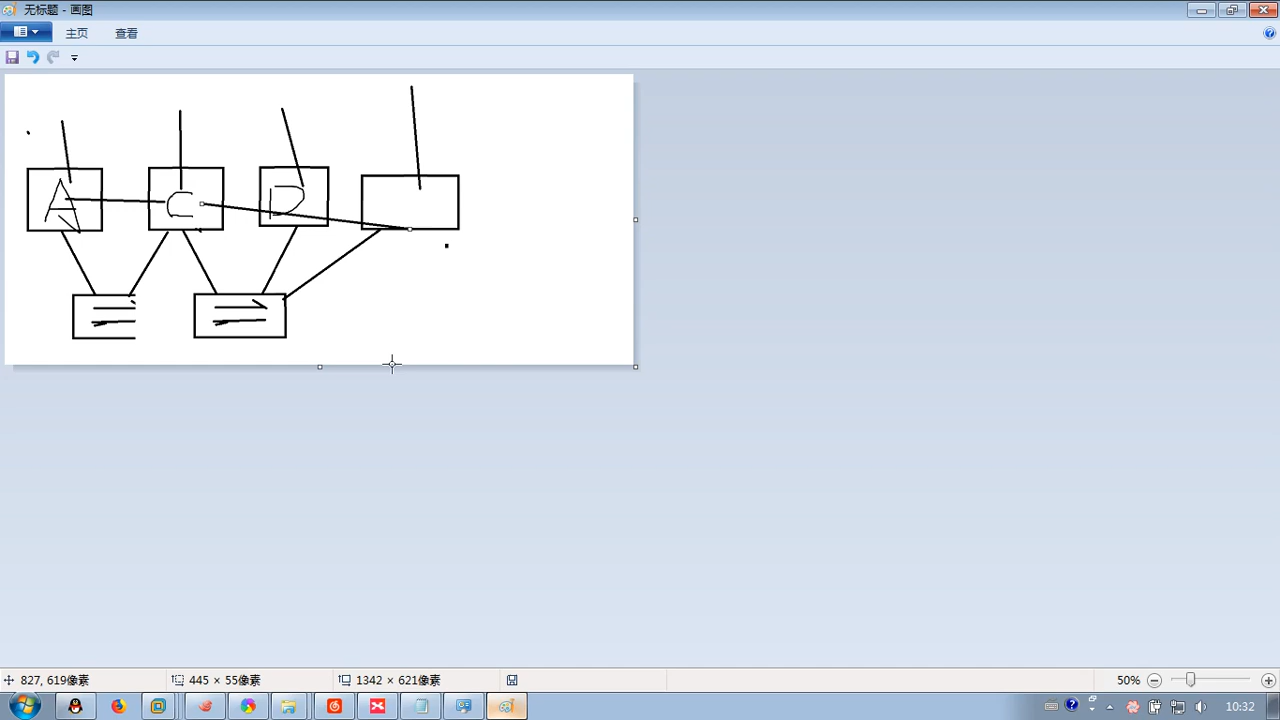 无标题 - 画图
主页
查看
A
C
D
827, 619像素
445 × 55像素
1342 × 621像素
50%
10:32